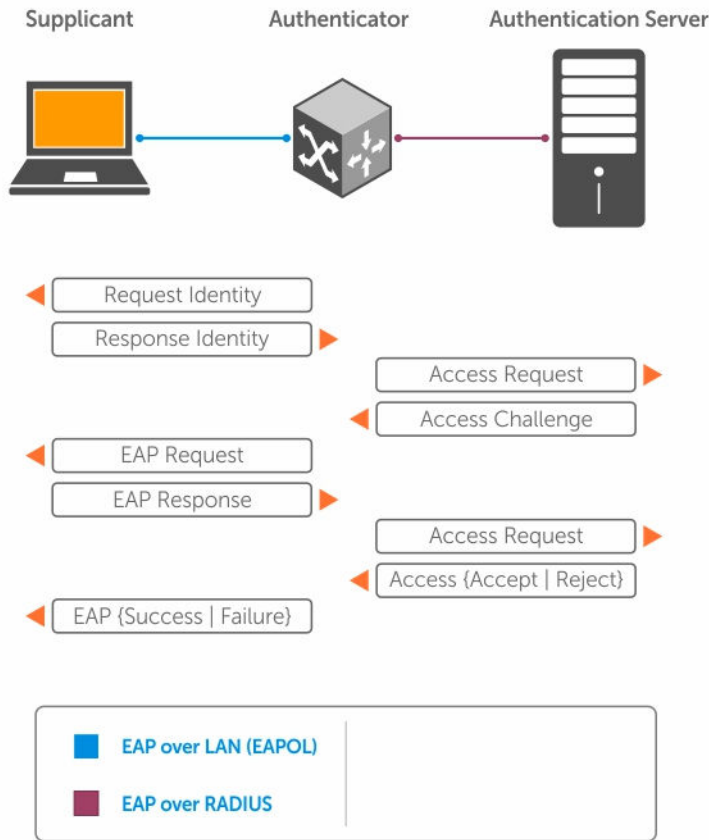 Supplicant
Authenticator
Authentication Server
Request Identity
Response Identity
Access Request
Access Challenge
EAP Request
EAP Response
Access Request
Access {Accept | Reject}
EAP {Success | Failure}
EAP over LAN (EAPOL)
EAP over RADIUS